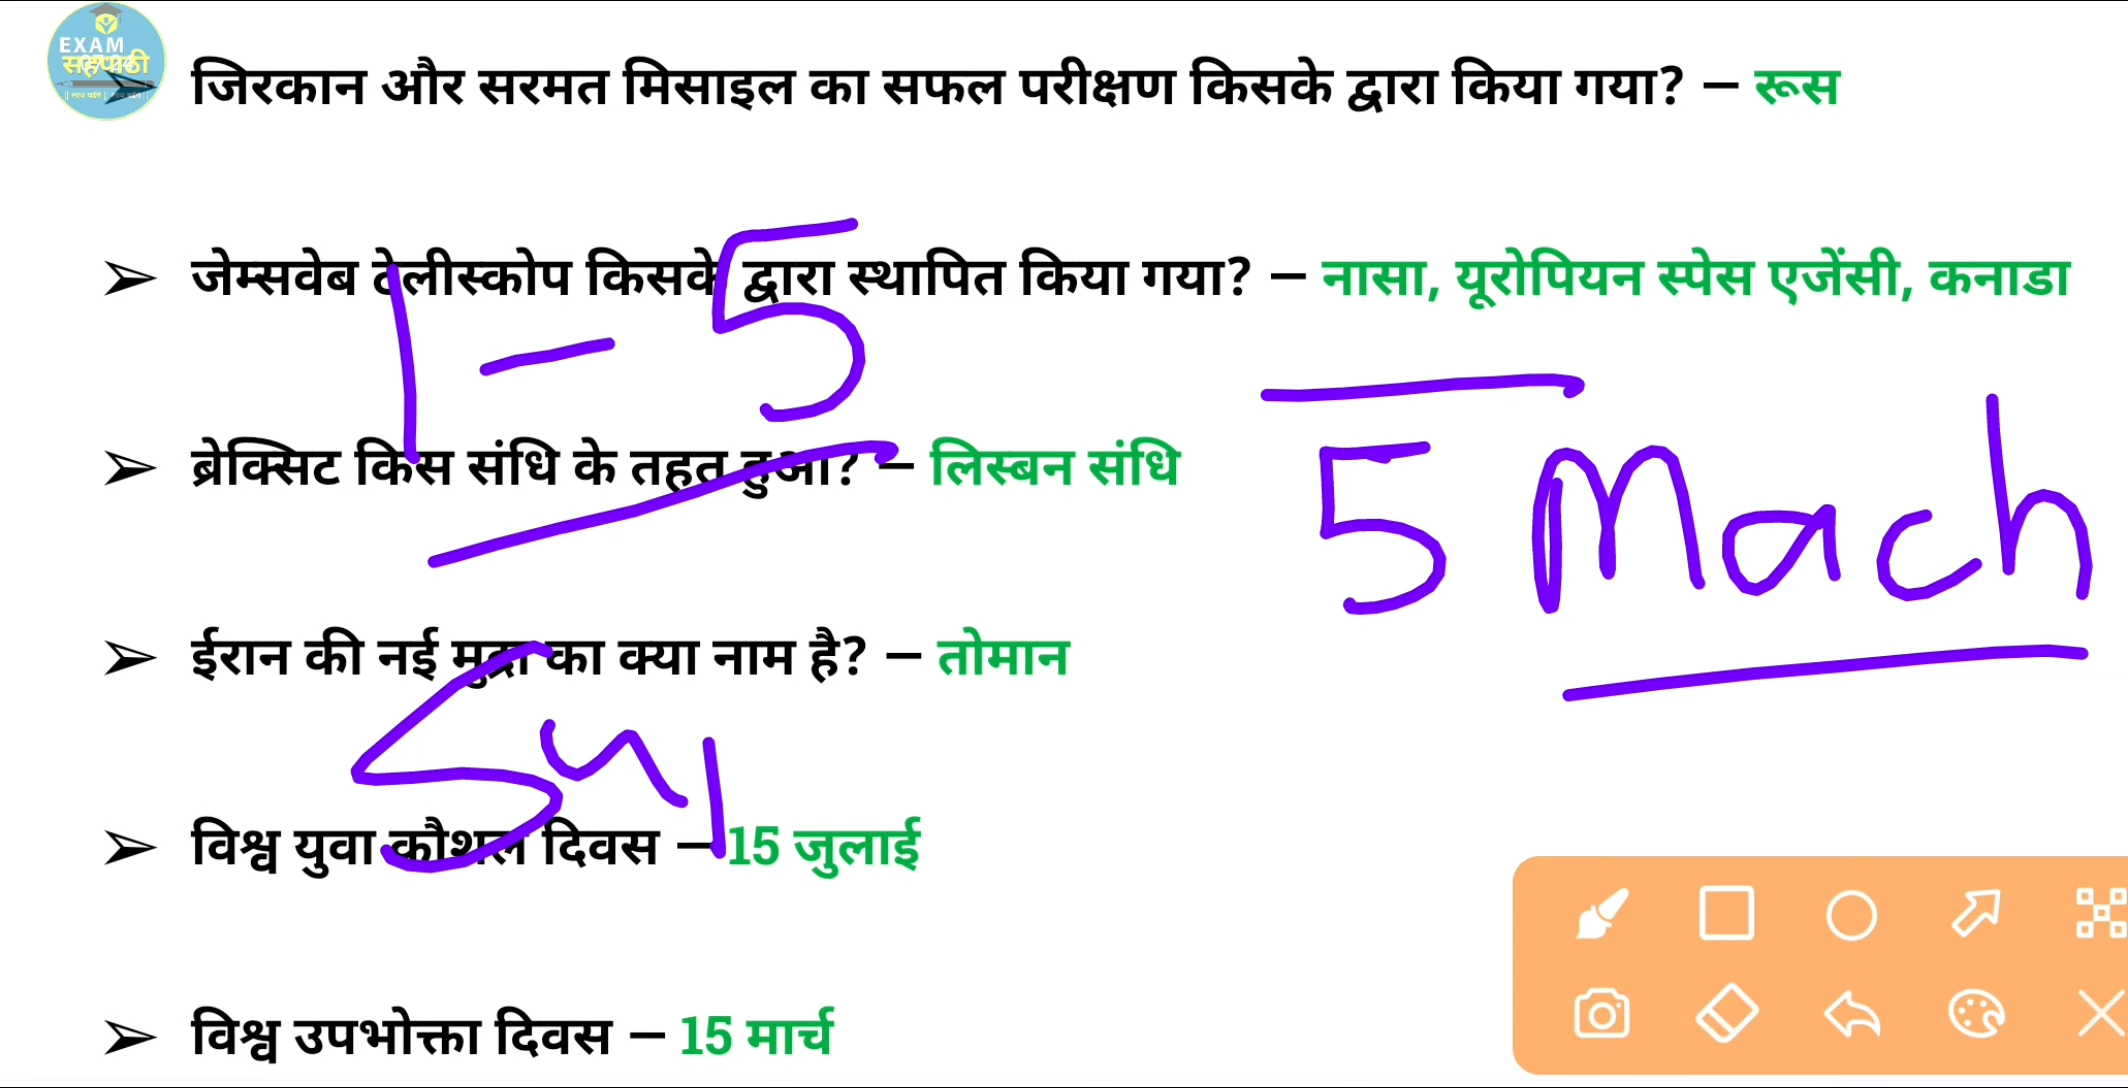 EXAM
सहपाठी
➢ जिरकान और सरमत मिसाइल का सफल परीक्षण किसके द्वारा किया गया? – रूस
➢ जेम्सवेब टेलीस्कोप किसके द्वारा स्थापित किया गया? – नासा, यूरोपियन स्पेस एजेंसी, कनाडा
1 – 5
➢ ब्रेक्सिट किस संधि के तहत हुआ? – लिस्बन संधि
5 Mach
➢ ईरान की नई मुद्रा का क्या नाम है? – तोमान
➢ विश्व युवा कौशल दिवस – 15 जुलाई
➢ विश्व उपभोक्ता दिवस – 15 मार्च